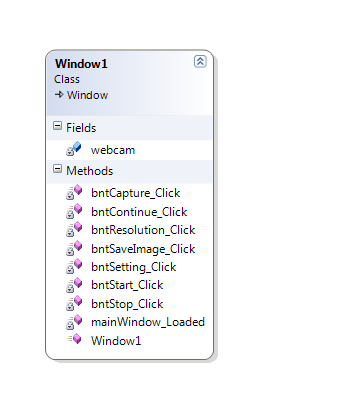 Window1
Class
Window
Fields
webcam
Methods
bntCapture_Click
bntContinue_Click
bntResolution_Click
bntSaveImage_Click
bntSetting_Click
bntStart_Click
bntStop_Click
mainWindow_Loaded
Window1